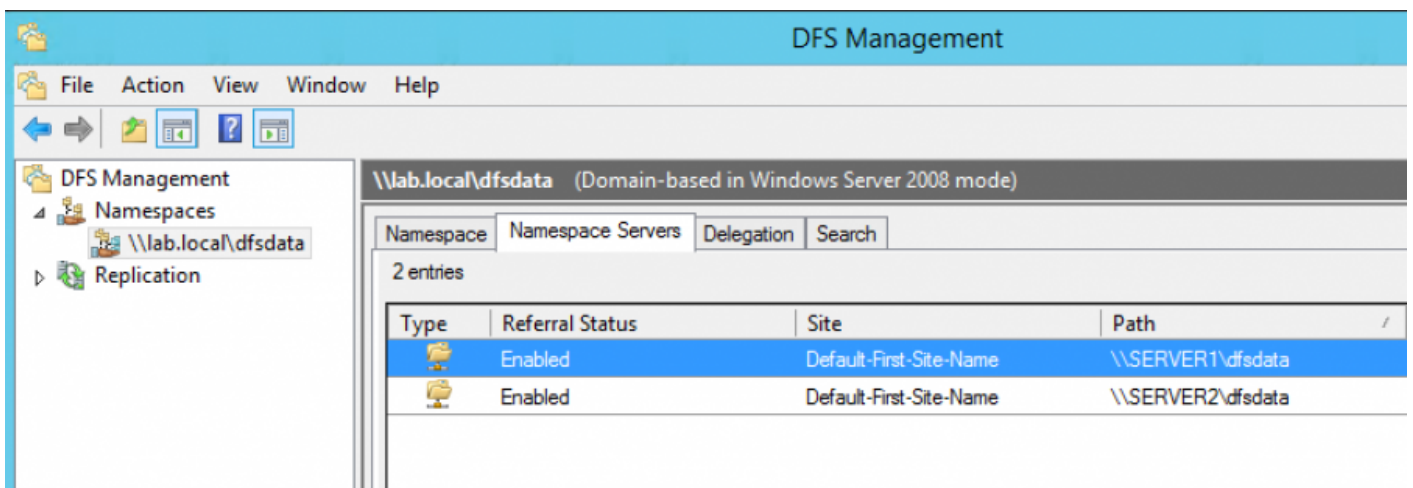 DFS Management
File Action View Window Help
DFS Management
Namespaces
\\lab.local\dfsdata
Replication
\\lab.local\dfsdata (Domain-based in Windows Server 2008 mode)
Namespace Namespace Servers Delegation Search
2 entries
Type Referral Status Site Path
Enabled Default-First-Site-Name \\SERVER1\dfsdata
Enabled Default-First-Site-Name \\SERVER2\dfsdata